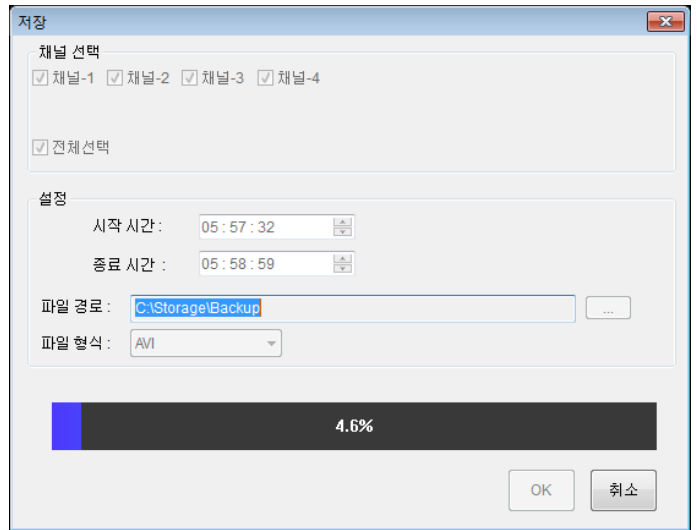 저장
채널 선택
채널-1 채널-2 채널-3 채널-4
전체선택
설정
시작 시간 : 05 : 57 : 32
종료 시간 : 05 : 58 : 59
파일 경로 : C:\Storage\Backup ...
파일 형식 : AVI
4.6%
OK 취소